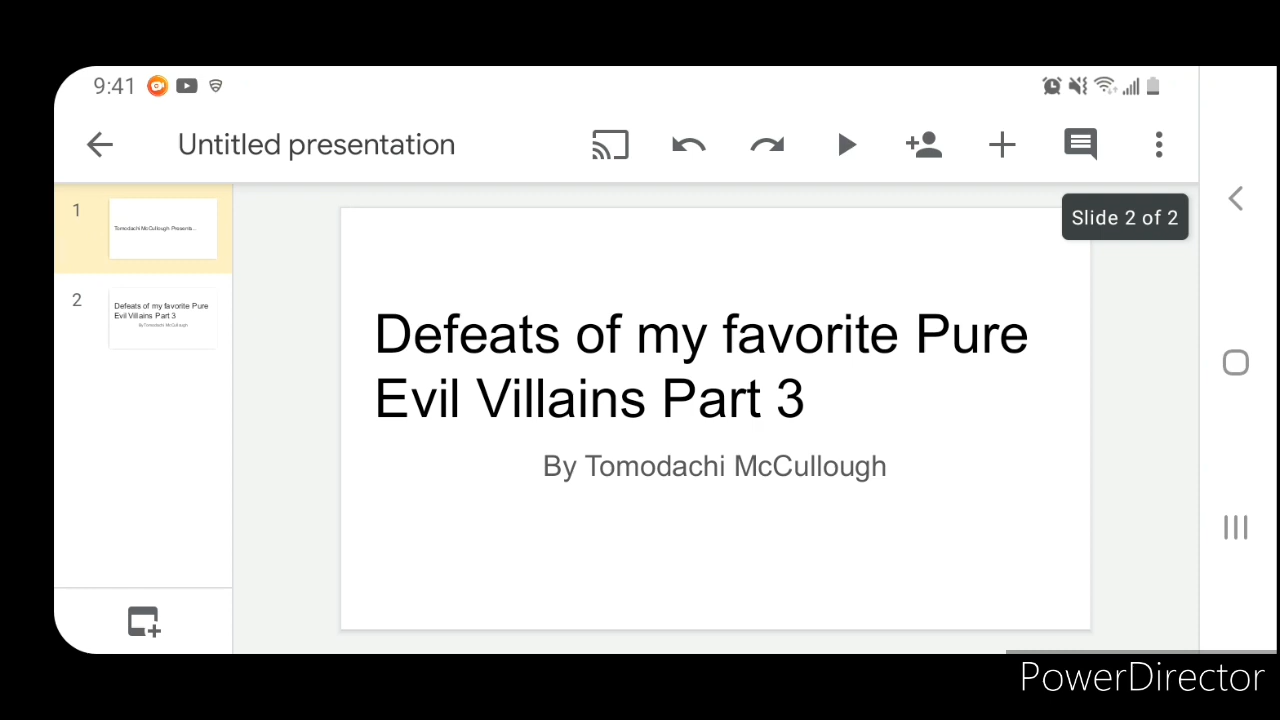 9:41
Untitled presentation
1
Tomodachi McCullough Presents...
2
Defeats of my favorite Pure
Evil Villains Part 3
By Tomodachi McCullough
Slide 2 of 2
Defeats of my favorite Pure
Evil Villains Part 3
By Tomodachi McCullough
PowerDirector